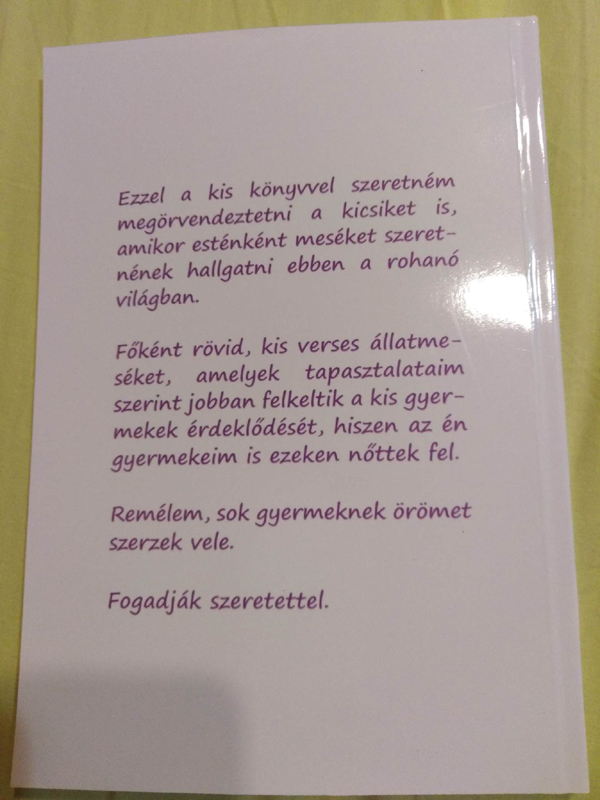 Ezzel a kis könyvvel szeretném
megörvendeztetni a kicsiket is,
amikor esténként meséket szeret-
nének hallgatni ebben a rohanó
világban.
Főként rövid, kis verses állatme-
séket, amelyek tapasztalataim
szerint jobban felkeltik a kis gyer-
mekek érdeklődését, hiszen az én
gyermekeim is ezeken nőttek fel.
Remélem, sok gyermeknek örömet
szerzek vele.
Fogadják szeretettel.